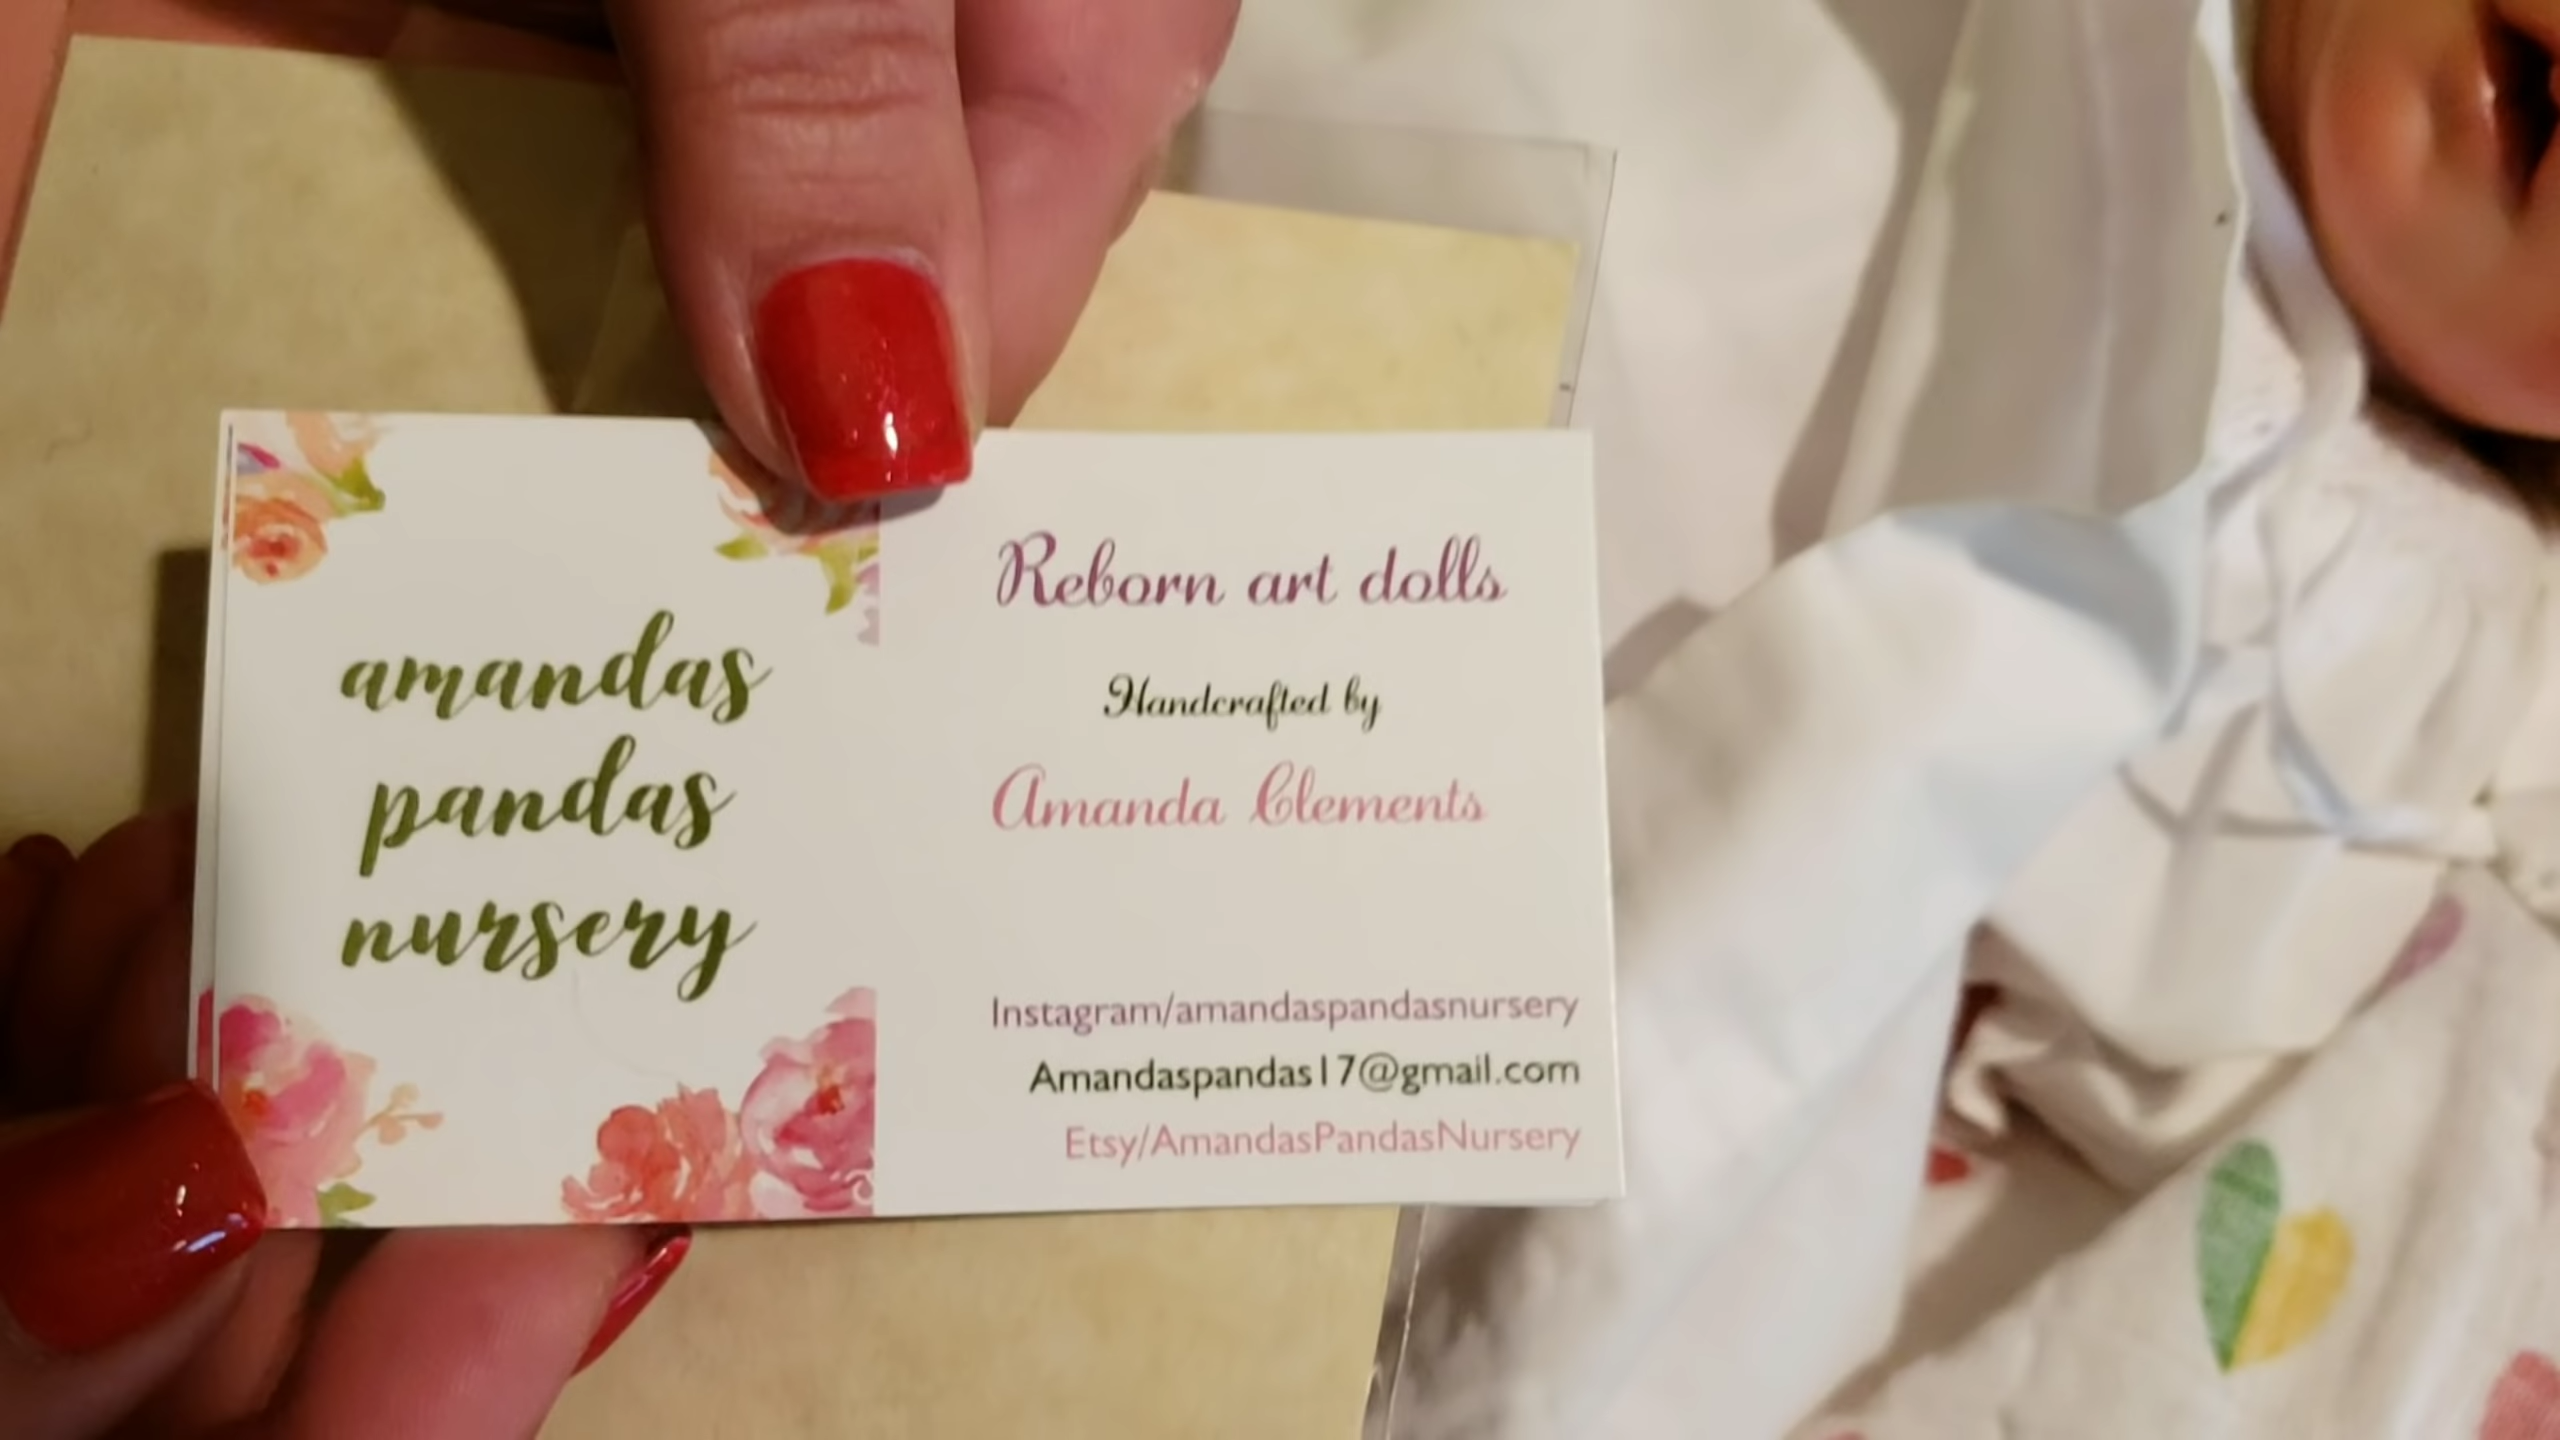 amandas
pandas
nursery
Reborn art dolls
Handcrafted by
Amanda Clements
Instagram/amandaspandasnursery
Amandaspandas17@gmail.com
Etsy/AmandasPandasNursery